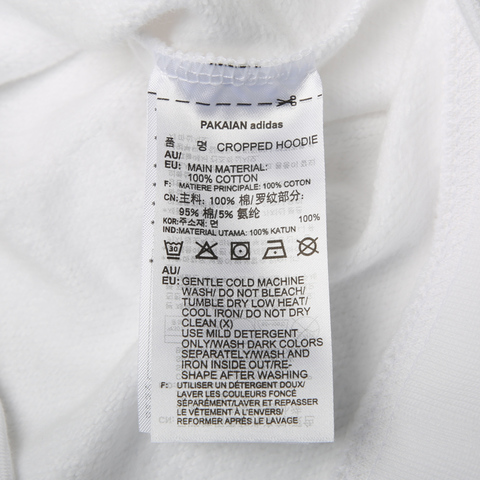 PAKAIAN adidas
품 명 CROPPED HOODIE
AU/
EU: MAIN MATERIAL:
100% COTTON
F: MATIERE PRINCIPALE: 100% COTON
CN: 主料: 100% 棉/罗纹部分:
95% 棉/5% 氨纶
KOR: 주소재: 면 100%
IND: MATERIAL UTAMA: 100% KATUN
30
AU/
EU: GENTLE COLD MACHINE
WASH/ DO NOT BLEACH/
TUMBLE DRY LOW HEAT/
COOL IRON/ DO NOT DRY
CLEAN (X)
USE MILD DETERGENT
ONLY/WASH DARK COLORS
SEPARATELY/WASH AND
IRON INSIDE OUT/RE-
SHAPE AFTER WASHING
F: UTILISER UN DÉTERGENT DOUX/
LAVER LES COULEURS FONCÉ
SÉPARÉMENT/LAVER ET REPASSER
LE VÊTEMENT À L'ENVERS/
REFORMER APRÈS LE LAVAGE